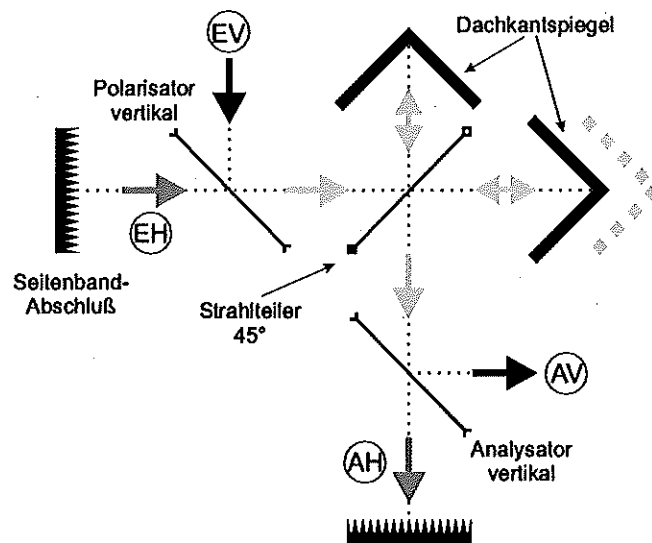 EV
Dachkantspiegel
Polarisator
vertikal
EH
Seitenband-
Abschluß
Strahlteiler
45°
AV
AH
Analysator
vertikal